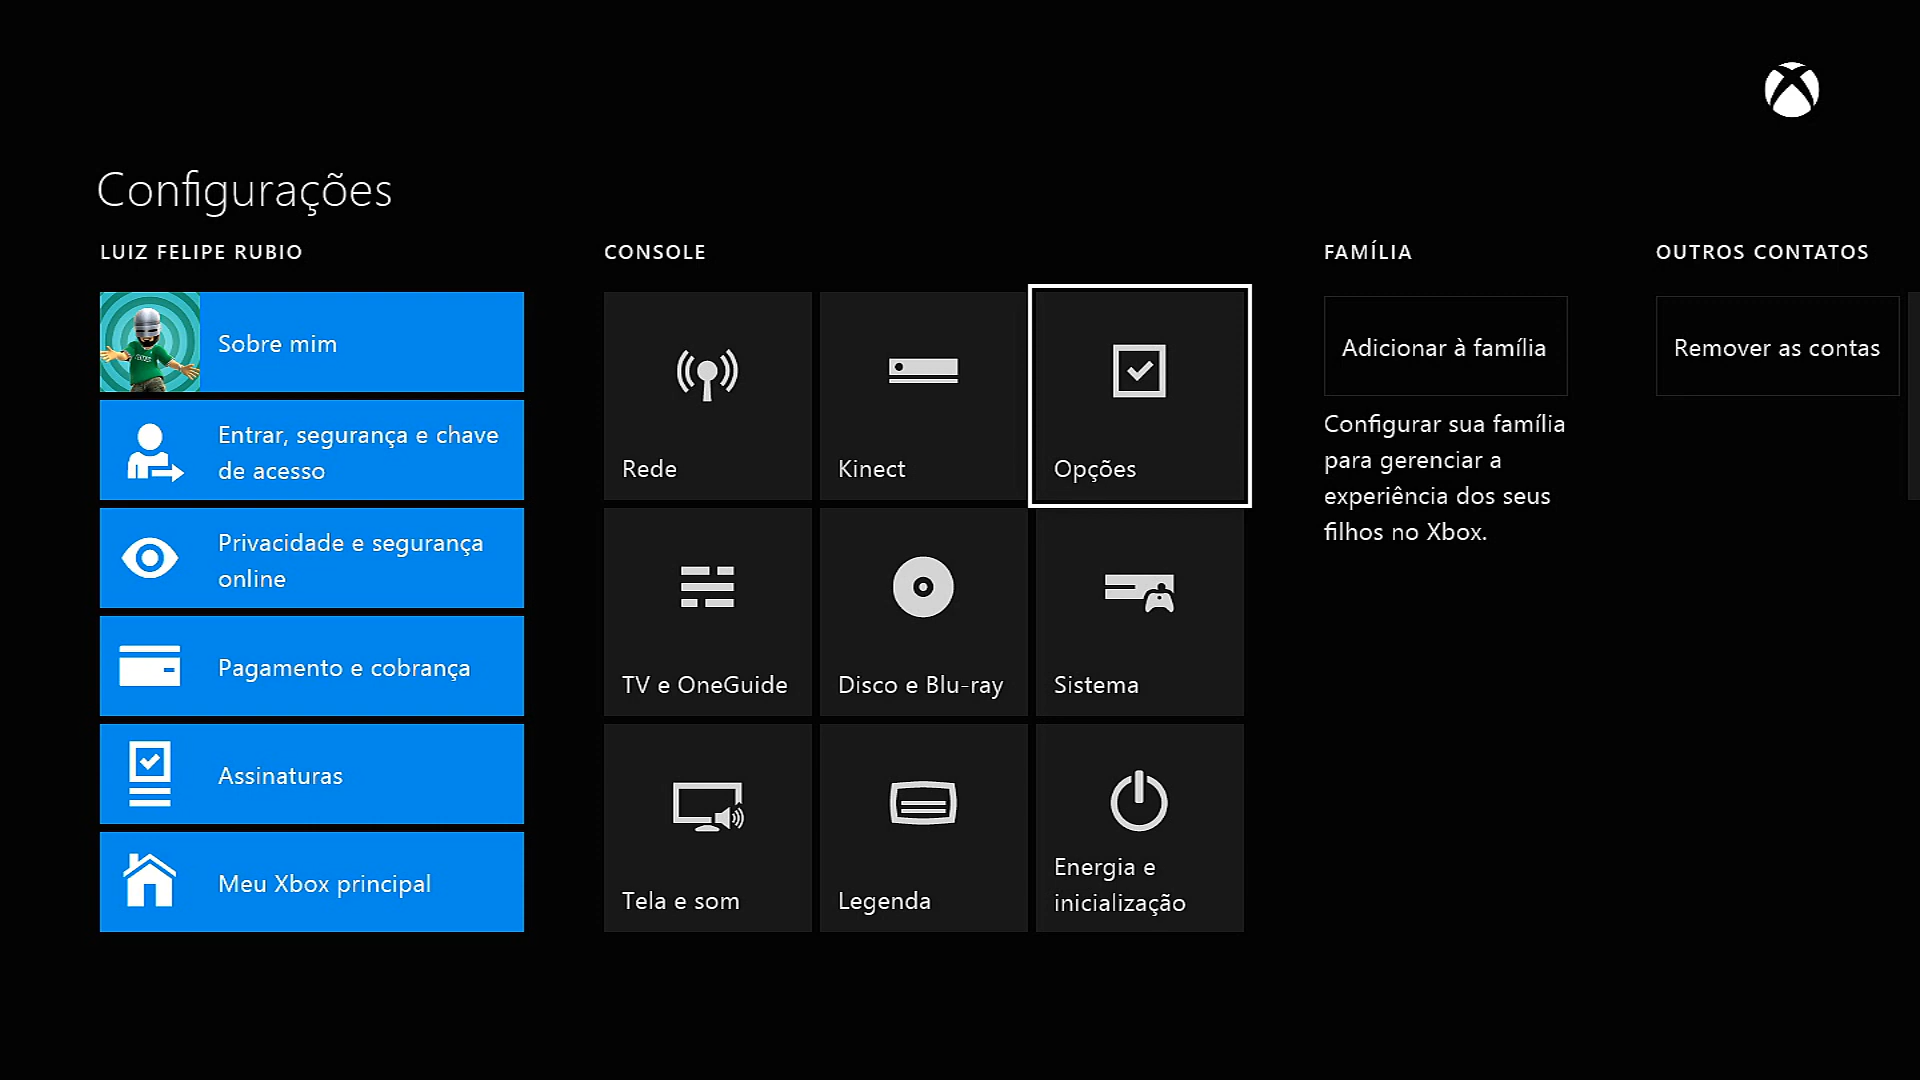 Configurações
LUIZ FELIPE RUBIO
Sobre mim
Entrar, segurança e chave
de acesso
Privacidade e segurança
online
Pagamento e cobrança
Assinaturas
Meu Xbox principal
CONSOLE
Rede
Kinect
Opções
TV e OneGuide
Disco e Blu-ray
Sistema
Tela e som
Legenda
Energia e
inicialização
FAMÍLIA
Adicionar à família
Configurar sua família
para gerenciar a
experiência dos seus
filhos no Xbox.
OUTROS CONTATOS
Remover as contas